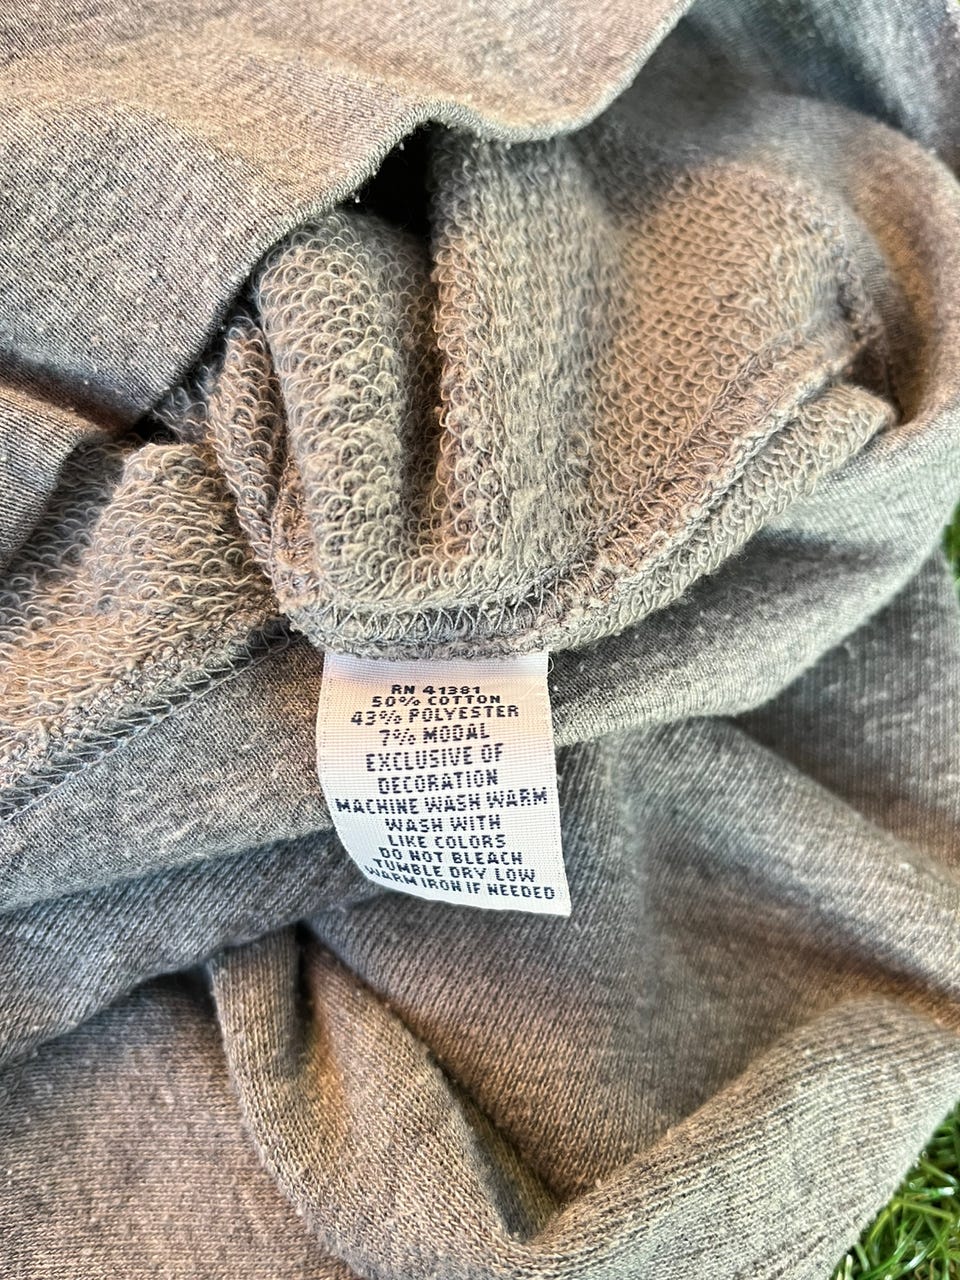 RN 41381
50% COTTON
43% POLYESTER
7% MODAL
EXCLUSIVE OF
DECORATION
MACHINE WASH WARM
WASH WITH
LIKE COLORS
DO NOT BLEACH
TUMBLE DRY LOW
WARM IRON IF NEEDED